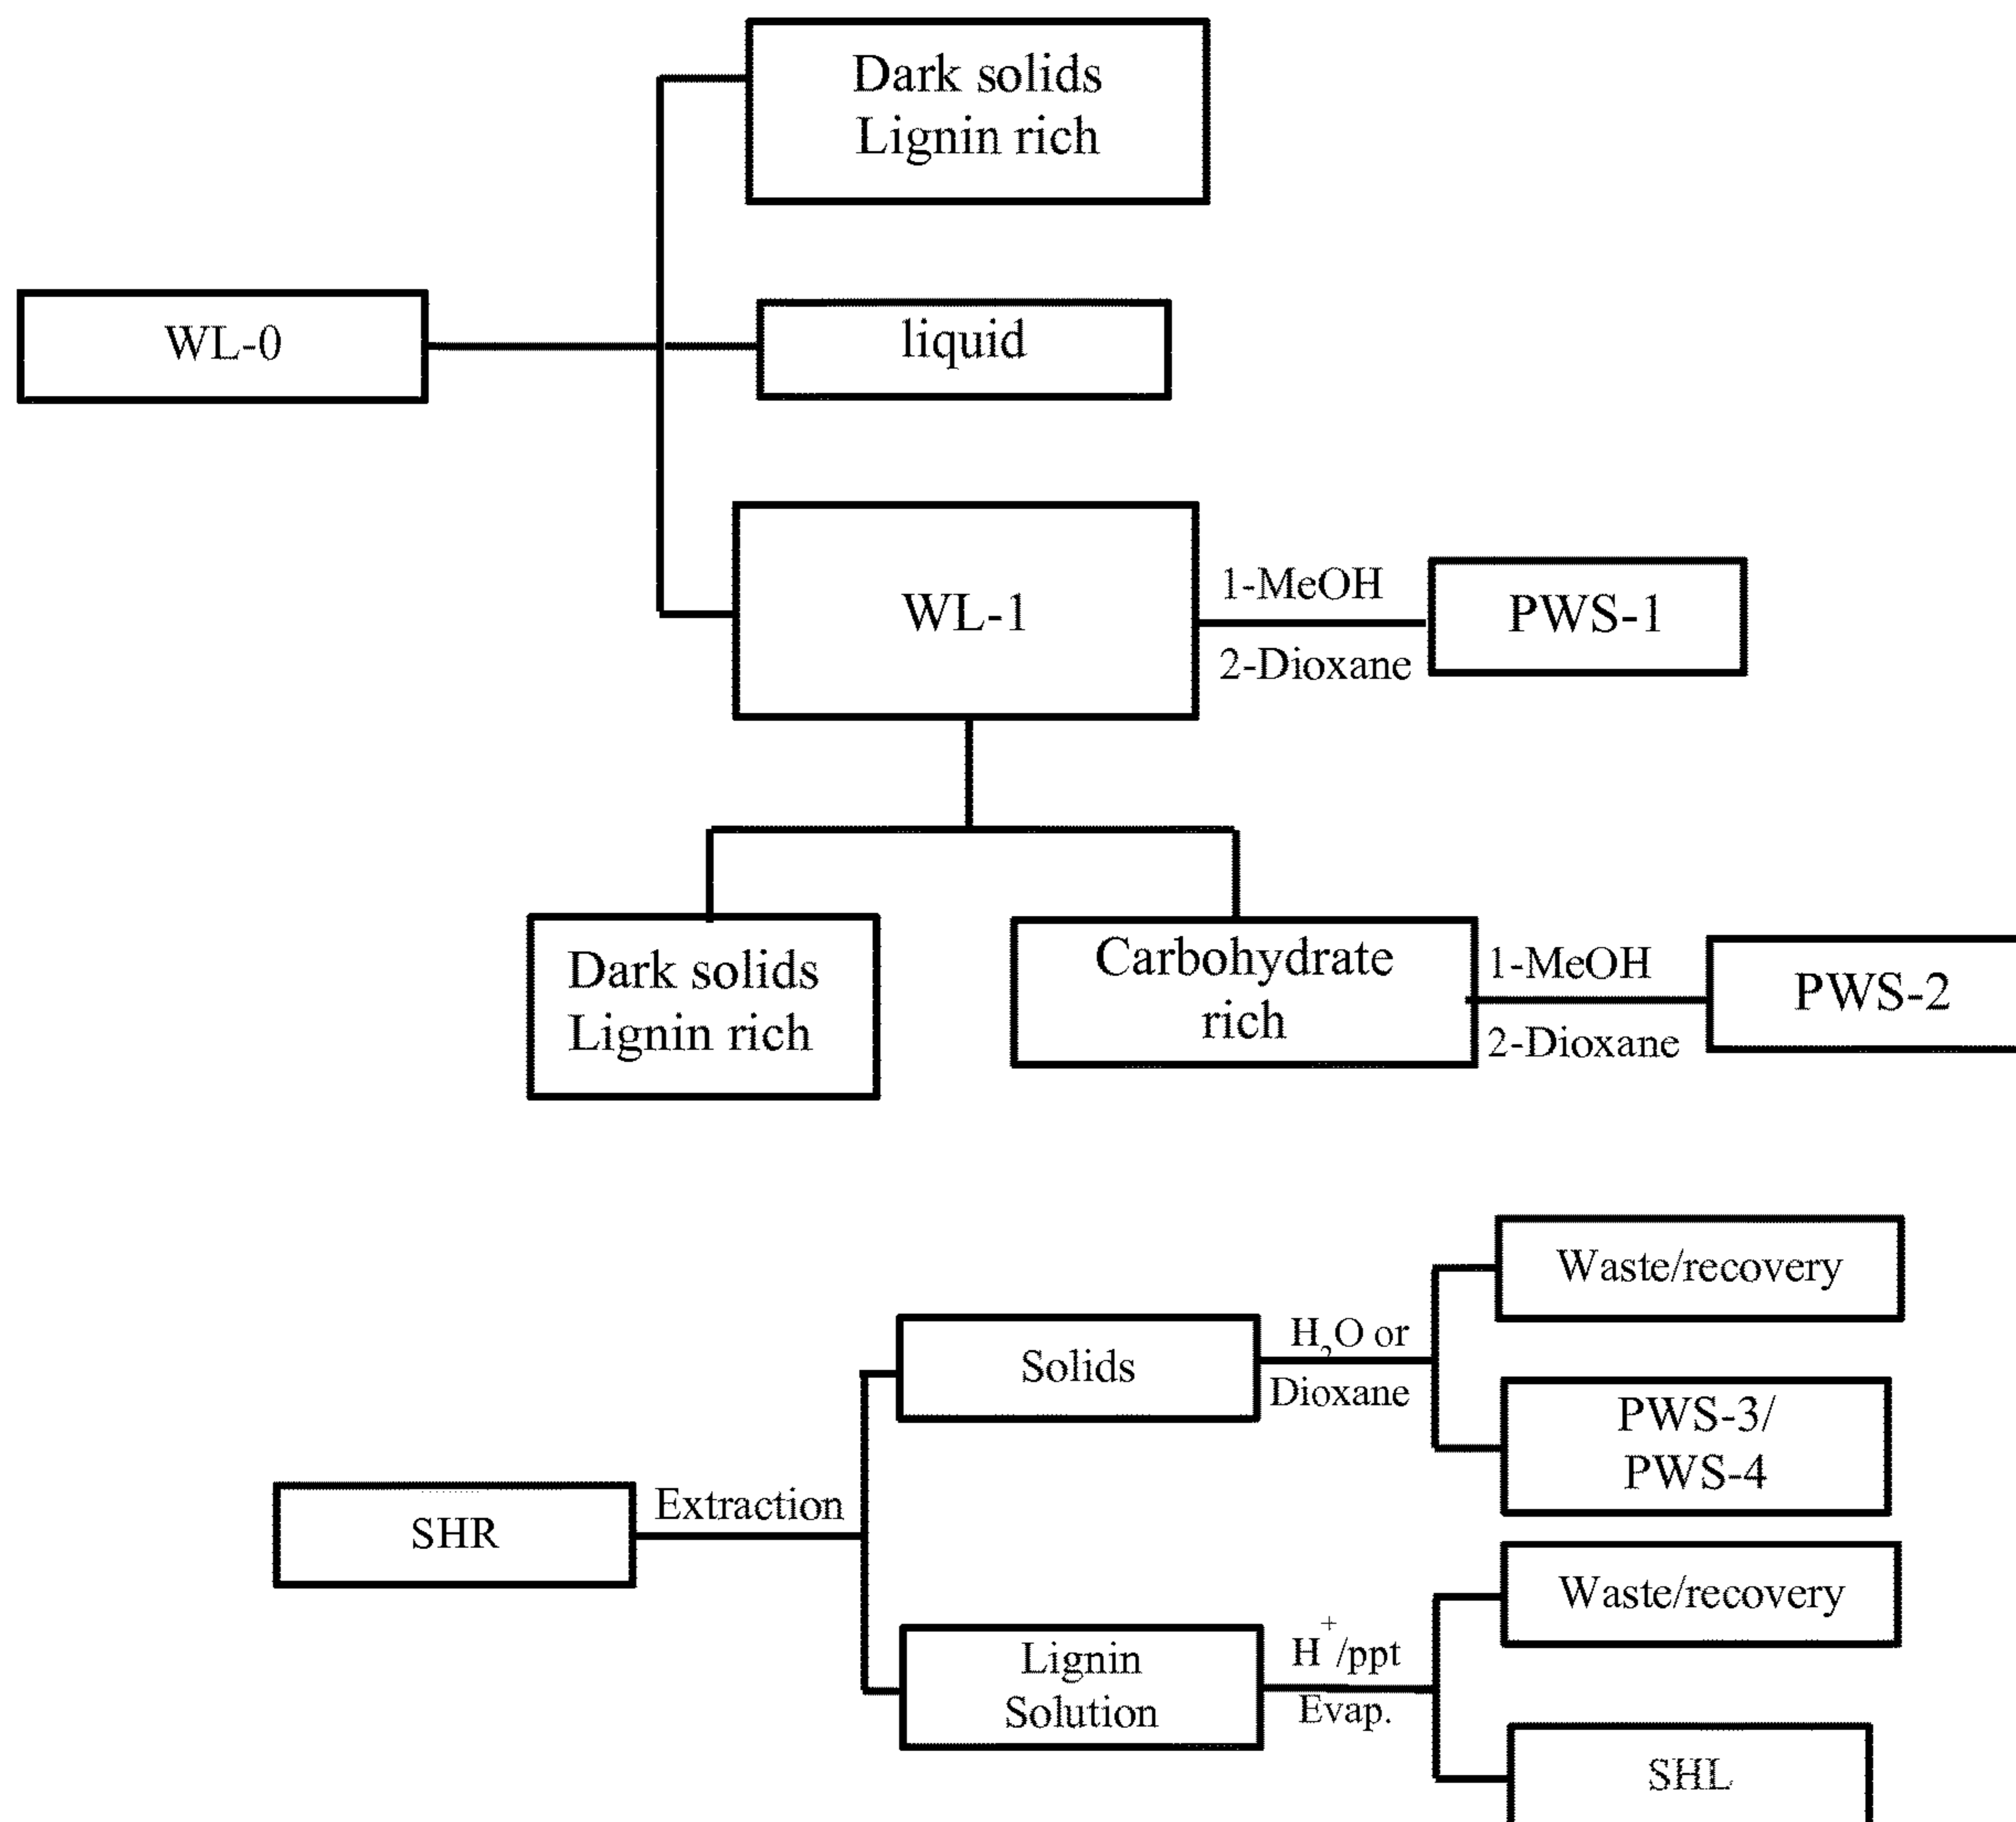 Dark solids
Lignin rich
WL-0
liquid
WL-1
1-MeOH
2-Dioxane
PWS-1
Dark solids
Lignin rich
Carbohydrate
rich
1-MeOH
2-Dioxane
PWS-2
Waste/recovery
Solids
H₂O or
Dioxane
PWS-3/
PWS-4
SHR
Extraction
Waste/recovery
Lignin
Solution
H⁺/ppt
Evap.
SHL